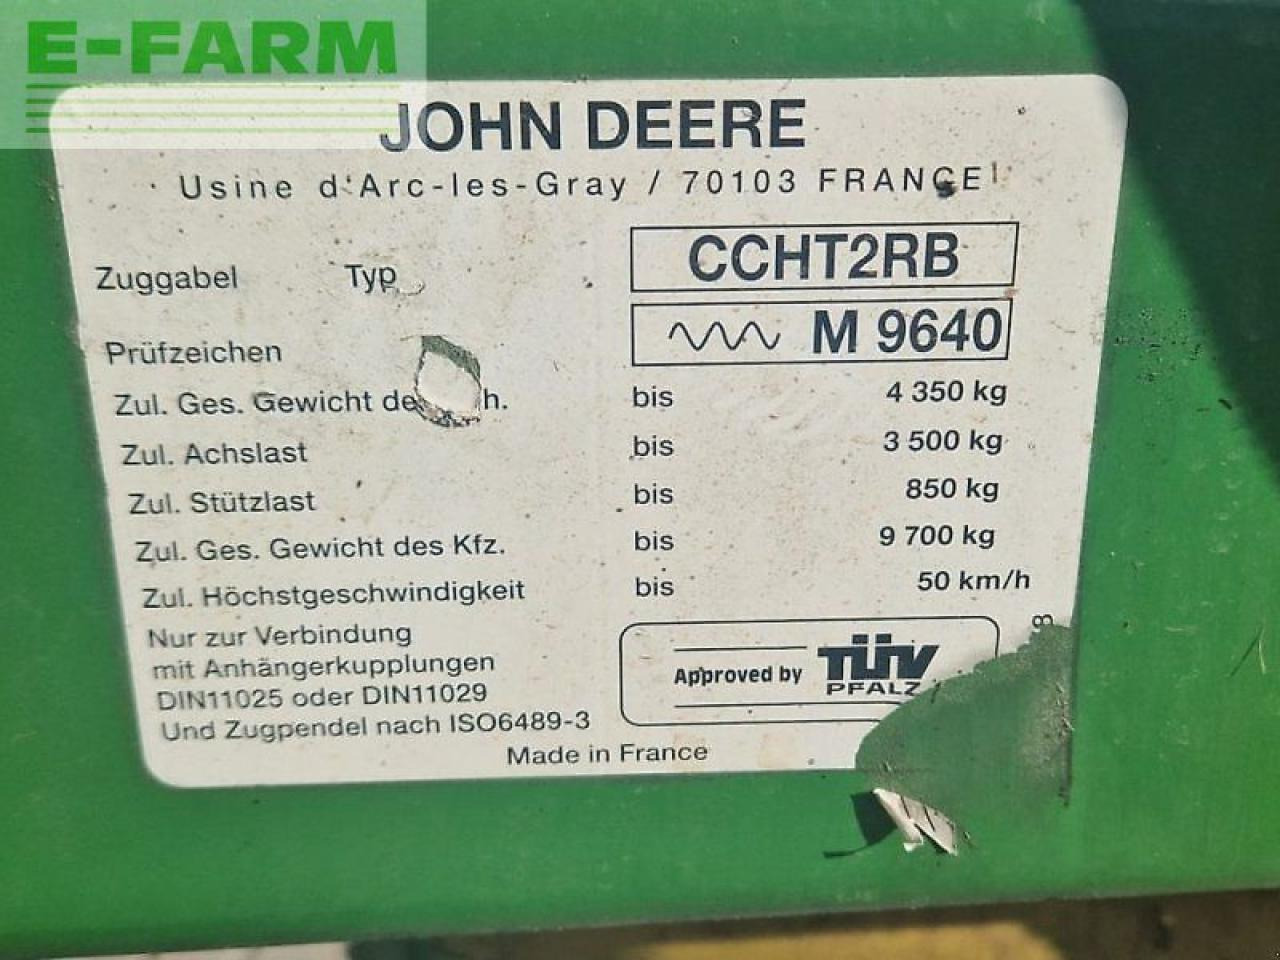 E-FARM
JOHN DEERE
Usine d'Arc-les-Gray / 70103 FRANCE
Zuggabel Typ CCHT2RB
Prüfzeichen M 9640
Zul. Ges. Gewicht de h. bis 4 350 kg
Zul. Achslast bis 3 500 kg
Zul. Stützlast bis 850 kg
Zul. Ges. Gewicht des Kfz. bis 9 700 kg
Zul. Höchstgeschwindigkeit bis 50 km/h
Nur zur Verbindung
mit Anhängerkupplungen
DIN11025 oder DIN11029
Und Zugpendel nach ISO6489-3
Approved by TÜV
PFALZ
Made in France